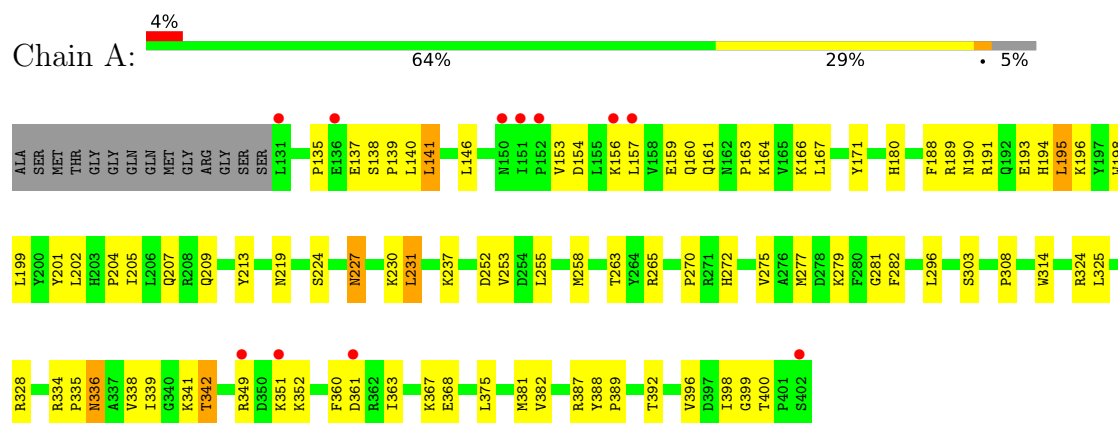 4%
Chain A:
64% 29% • 5%
ALA SER MET THR GLY GLY GLN GLN MET GLY ARG GLY SER SER L131 P135 E136 E137 S138 P139 L140 L141 L146 N150 I151 P152 V153 D154 L155 K156 L157 V158 E159 Q160 Q161 N162 P163 K164 V165 K166 L167 Y171 H180 F188 R189 N190 R191 Q192 E193 H194 L195 K196 Y197 W198
L199 Y200 Y201 L202 H203 P204 I205 L206 Q207 R208 Q209 Y213 N219 S224 N227 K230 L231 K237 D252 V253 D254 L255 M258 T263 Y264 R265 P270 R271 H272 V275 A276 M277 D278 K279 F280 G281 F282 L296 S303 P308 W314 R324 L325
R328 R334 P335 N336 A337 V338 I339 G340 K341 T342 R349 D350 K351 K352 F360 D361 R362 I363 K367 E368 L375 M381 V382 R387 Y388 P389 T392 V396 D397 I398 G399 T400 P401 S402